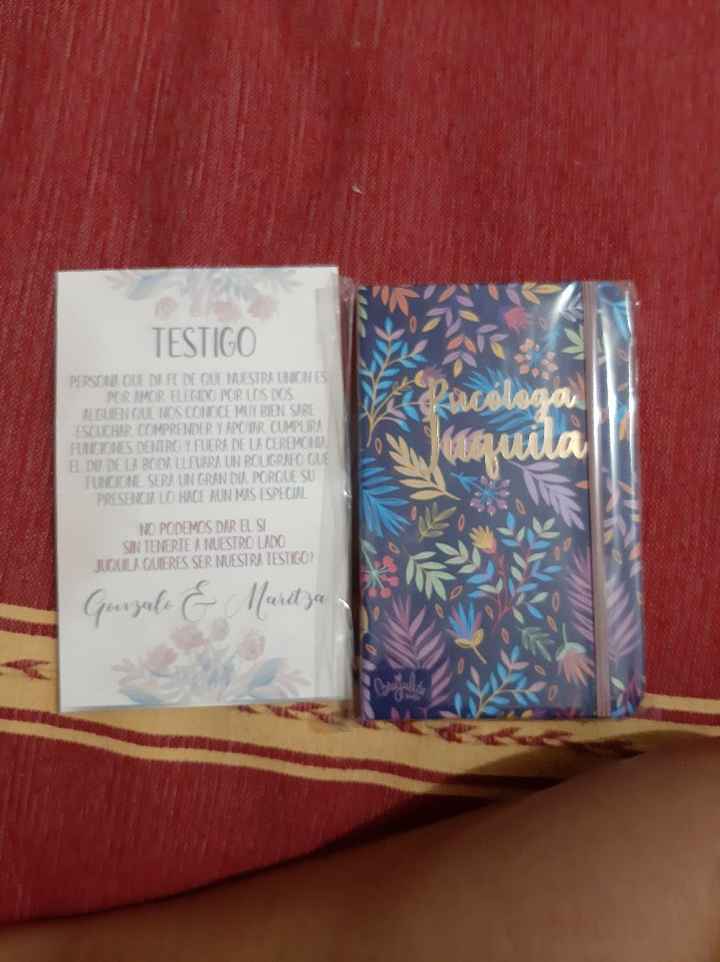 TESTIGO
PERSONA QUE DA FE DE QUE NUESTRA UNION ES
POR AMOR. ELEGIDO POR LOS DOS.
ALGUIEN QUE NOS CONOCE MUY BIEN, SABE
ESCUCHAR, COMPRENDER Y APOYAR. CUMPLIRA
FUNCIONES DENTRO Y FUERA DE LA CEREMONIA.
EL DIA DE LA BODA LLEVARA UN BOLIGRAFO QUE
FUNCIONE. SERA UN GRAN DIA, PORQUE SU
PRESENCIA LO HACE AUN MAS ESPECIAL.
NO PODEMOS DAR EL SI
SIN TENERTE A NUESTRO LADO
JUQUILA QUIERES SER NUESTRA TESTIGO?
Gonzalo & Maritza
Psicóloga
Juquila